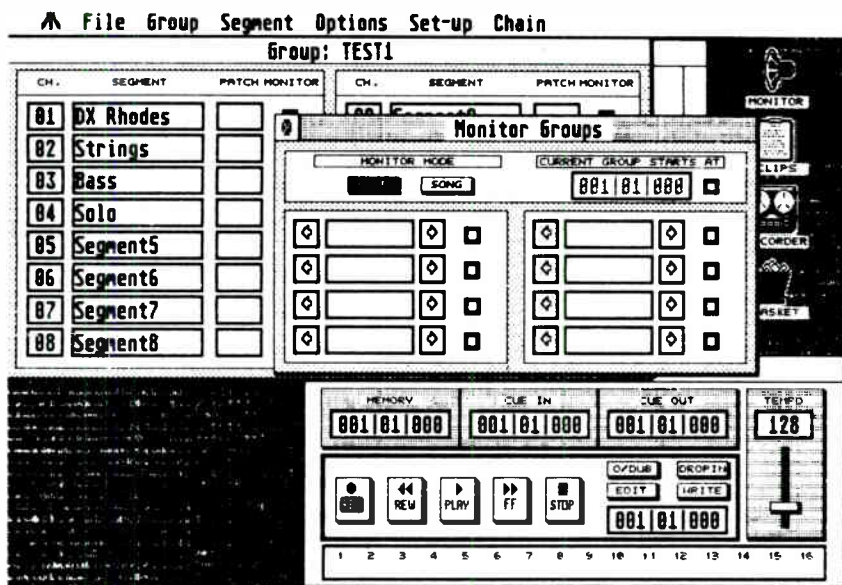 File Group Segment Options Set-up Chain
Group: TEST1
CH. SEGMENT PATCH MONITOR CH. SEGMENT PATCH MONITOR
01 DX Rhodes
02 Strings
03 Bass
04 Solo
05 Segment5
06 Segment6
07 Segment7
08 Segment8
Monitor Groups
MONITOR MODE CURRENT GROUP STARTS AT
SONG 001|01|000
MONITOR
CLIPS
CORDER
ASKET
MEMORY CUE IN CUE OUT TEMPO
001|01|000 001|01|000 001|01|000 128
O/DUB DROPIN
EDIT WRITE
REW PLAY FF STOP 001|01|000
1 2 3 4 5 6 7 8 9 10 11 12 13 14 15 16